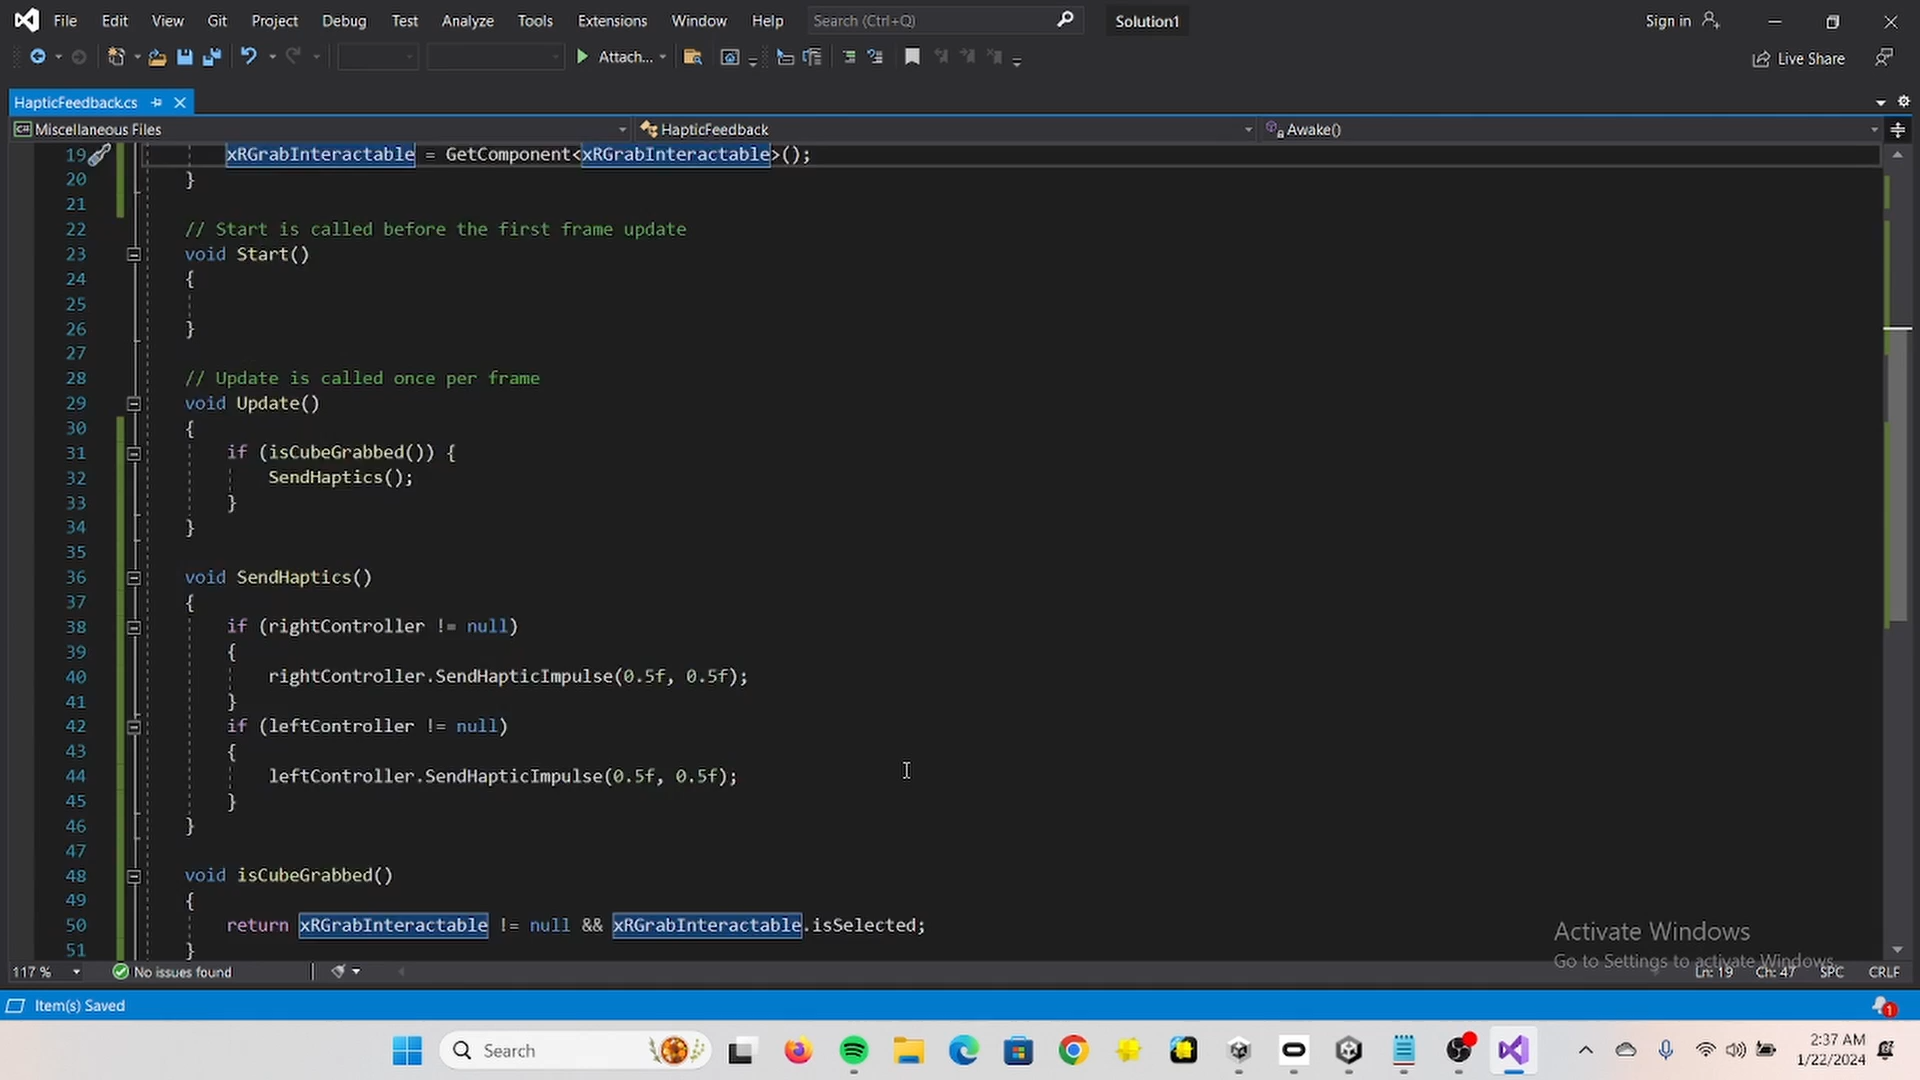 File Edit View Git Project Debug Test Analyze Tools Extensions Window Help Search (Ctrl+Q) Solution1 Sign in
Attach... Live Share
HapticFeedback.cs
C# Miscellaneous Files HapticFeedback Awake()
19 xRGrabInteractable = GetComponent<xRGrabInteractable>();
20 }
21
22 // Start is called before the first frame update
23 void Start()
24 {
25
26 }
27
28 // Update is called once per frame
29 void Update()
30 {
31 if (isCubeGrabbed()) {
32 SendHaptics();
33 }
34 }
35
36 void SendHaptics()
37 {
38 if (rightController != null)
39 {
40 rightController.SendHapticImpulse(0.5f, 0.5f);
41 }
42 if (leftController != null)
43 {
44 leftController.SendHapticImpulse(0.5f, 0.5f);
45 }
46 }
47
48 void isCubeGrabbed()
49 {
50 return xRGrabInteractable != null && xRGrabInteractable.isSelected;
51 }
Activate Windows
Go to Settings to activate Windows.
117 % No issues found Ln: 19 Ch: 47 SPC CRLF
Item(s) Saved 1
Search 2:37 AM
1/22/2024